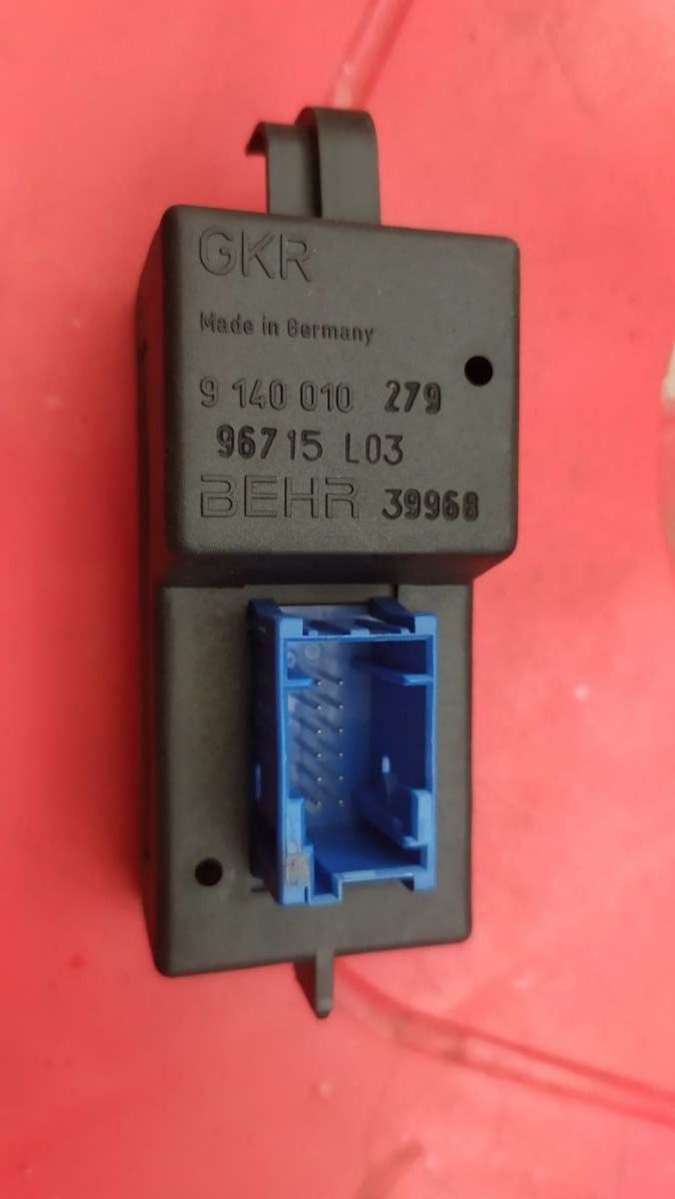 GKR
Made in Germany
9 140 010 279
96715 L03
BEHR 39968